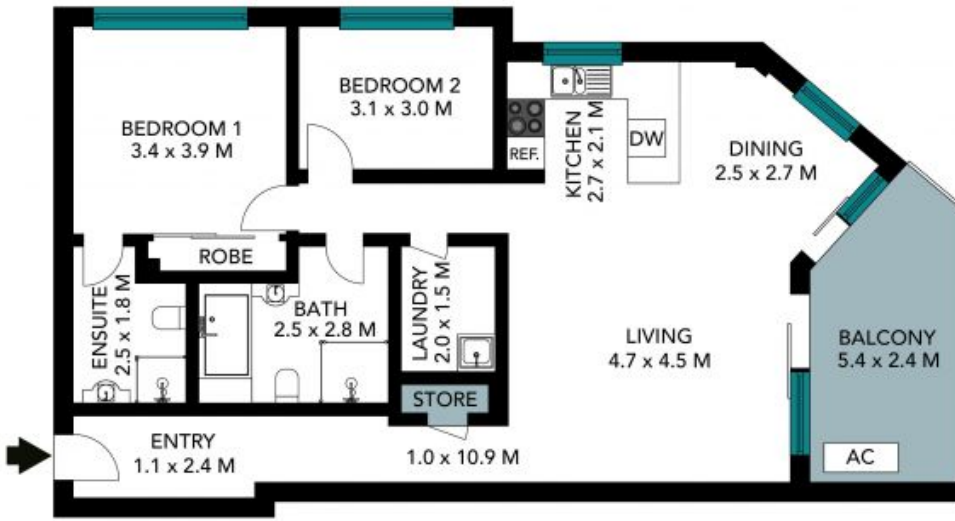 BEDROOM 1
3.4 x 3.9 M
BEDROOM 2
3.1 x 3.0 M
REF.
KITCHEN
2.7 x 2.1 M
DW
DINING
2.5 x 2.7 M
ROBE
ENSUITE
2.5 x 1.8 M
BATH
2.5 x 2.8 M
LAUNDRY
2.0 x 1.5 M
LIVING
4.7 x 4.5 M
BALCONY
5.4 x 2.4 M
STORE
ENTRY
1.1 x 2.4 M
1.0 x 10.9 M
AC